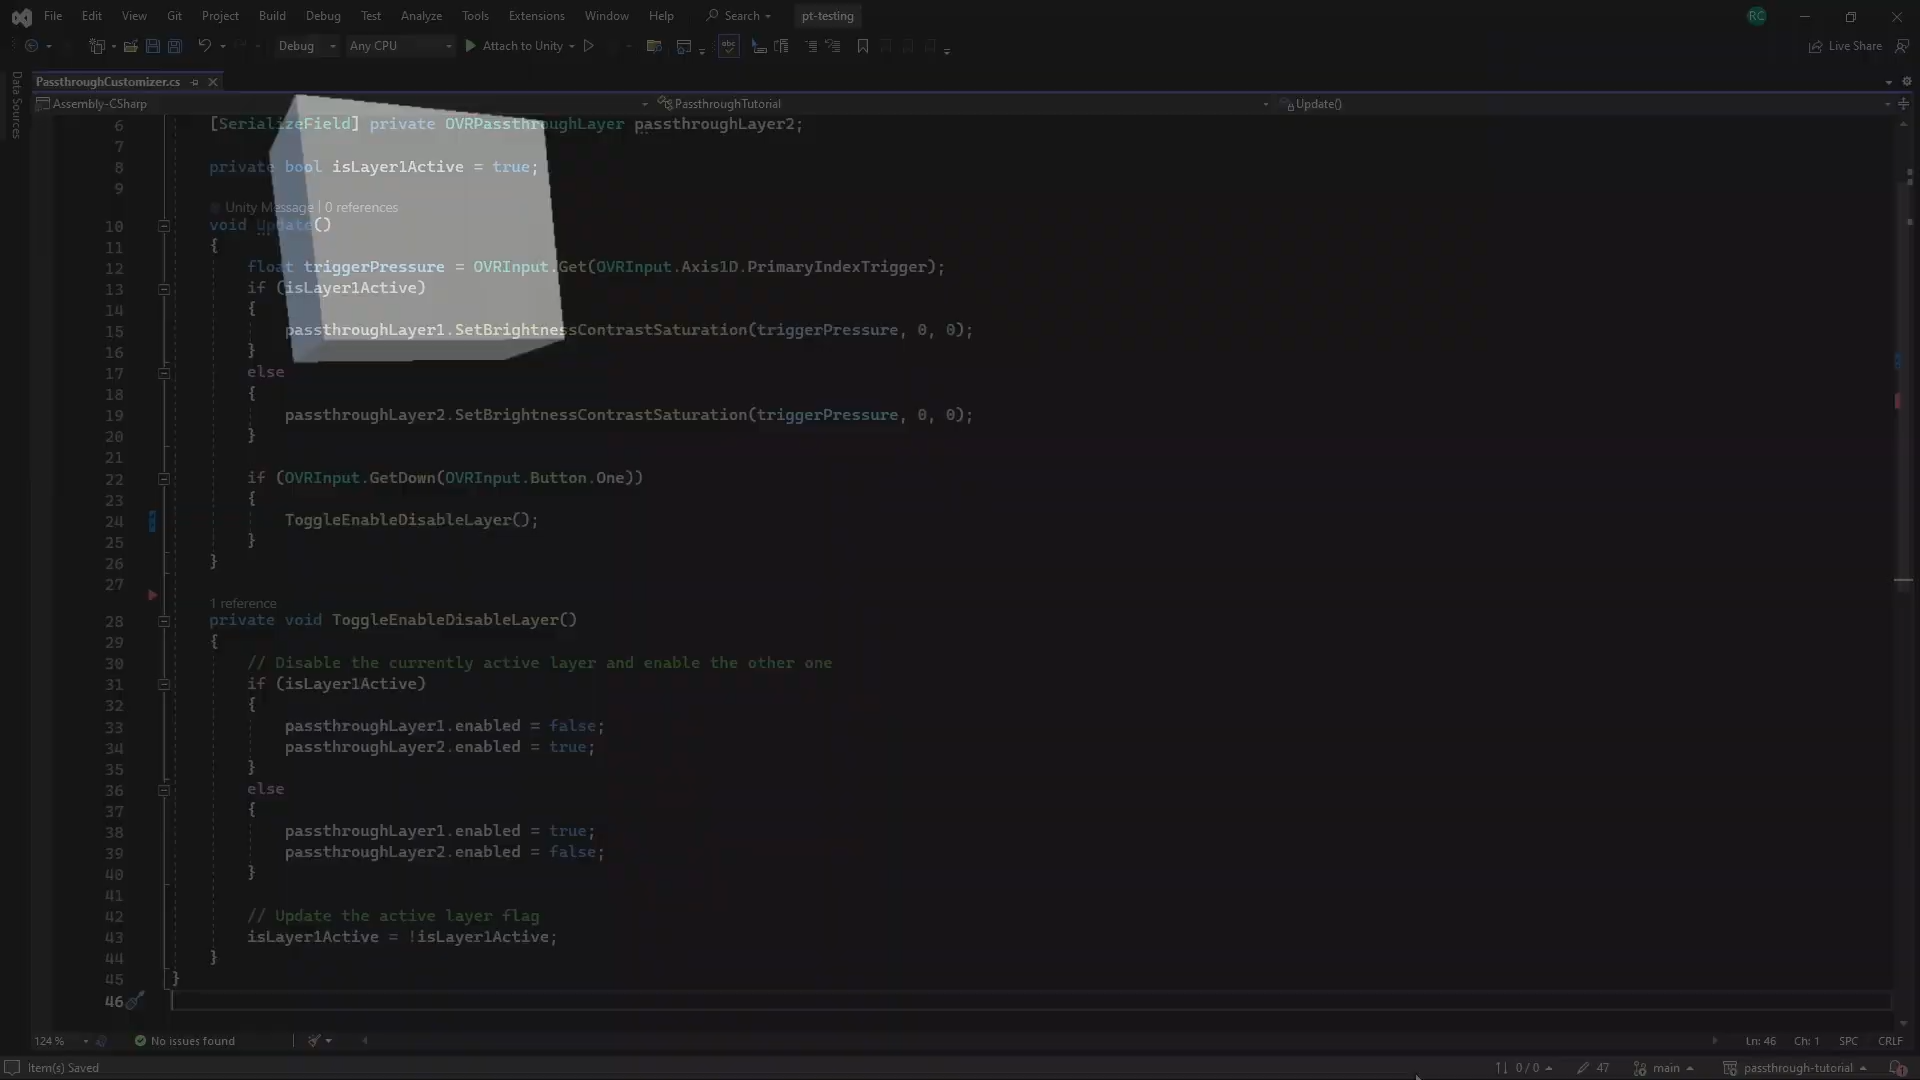 File Edit View Git Project Build Debug Test Analyze Tools Extensions Window Help Search pt-testing RC
Debug Any CPU Attach to Unity abc Live Share
Data Sources
PassthroughCustomizer.cs
Assembly-CSharp PassthroughTutorial Update()
6 [SerializeField] private OVRPassthroughLayer passthroughLayer2;
7
8 private bool isLayer1Active = true;
9
Unity Message | 0 references
10 void Update()
11 {
12 float triggerPressure = OVRInput.Get(OVRInput.Axis1D.PrimaryIndexTrigger);
13 if (isLayer1Active)
14 {
15 passthroughLayer1.SetBrightnessContrastSaturation(triggerPressure, 0, 0);
16 }
17 else
18 {
19 passthroughLayer2.SetBrightnessContrastSaturation(triggerPressure, 0, 0);
20 }
21
22 if (OVRInput.GetDown(OVRInput.Button.One))
23 {
24 ToggleEnableDisableLayer();
25 }
26 }
27
1 reference
28 private void ToggleEnableDisableLayer()
29 {
30 // Disable the currently active layer and enable the other one
31 if (isLayer1Active)
32 {
33 passthroughLayer1.enabled = false;
34 passthroughLayer2.enabled = true;
35 }
36 else
37 {
38 passthroughLayer1.enabled = true;
39 passthroughLayer2.enabled = false;
40 }
41
42 // Update the active layer flag
43 isLayer1Active = !isLayer1Active;
44 }
45 }
46
124 % No issues found Ln: 46 Ch: 1 SPC CRLF
Item(s) Saved 0 / 0 47 main passthrough-tutorial 1